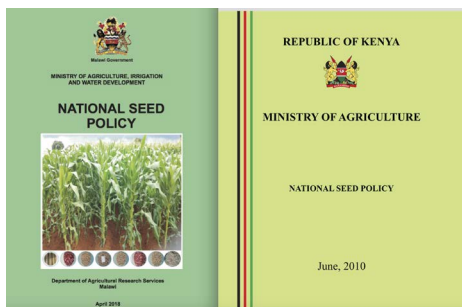 Malawi Government
MINISTRY OF AGRICULTURE, IRRIGATION
AND WATER DEVELOPMENT
NATIONAL SEED
POLICY
Department of Agricultural Research Services
Malawi
April 2018
REPUBLIC OF KENYA
MINISTRY OF AGRICULTURE
NATIONAL SEED POLICY
June, 2010